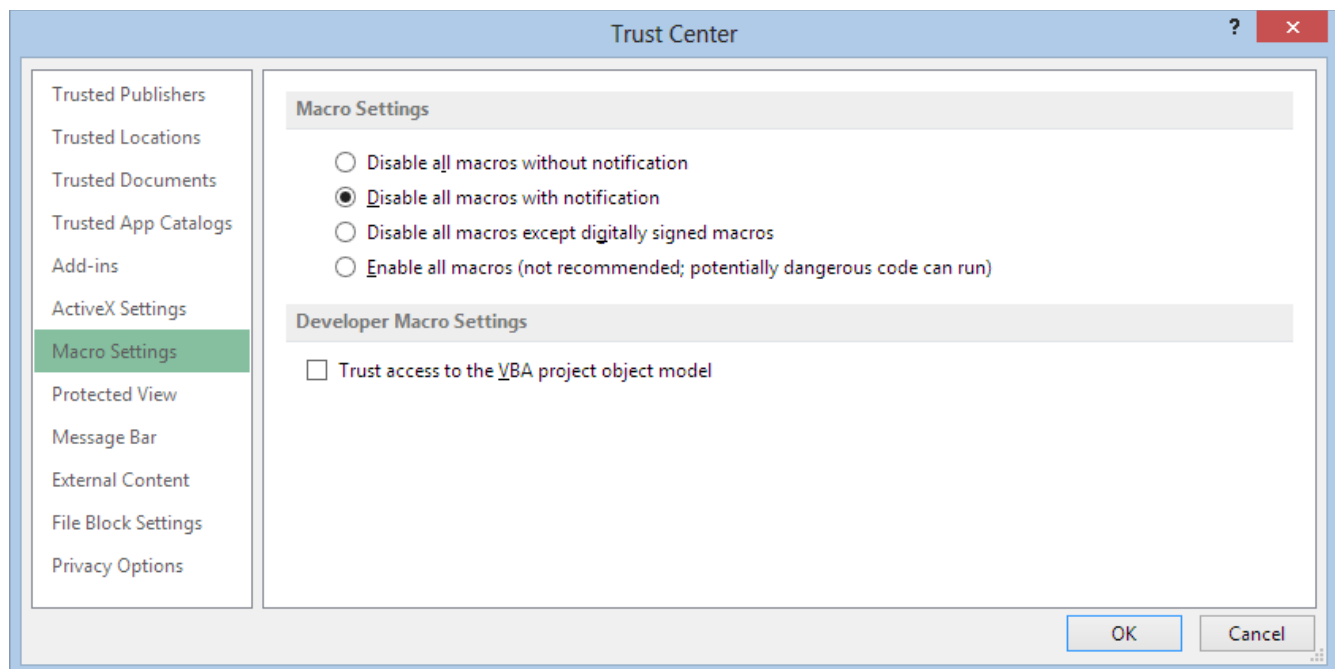 Trust Center
?
Trusted Publishers
Trusted Locations
Trusted Documents
Trusted App Catalogs
Add-ins
ActiveX Settings
Macro Settings
Protected View
Message Bar
External Content
File Block Settings
Privacy Options
Macro Settings
Disable all macros without notification
Disable all macros with notification
Disable all macros except digitally signed macros
Enable all macros (not recommended; potentially dangerous code can run)
Developer Macro Settings
Trust access to the VBA project object model
OK
Cancel